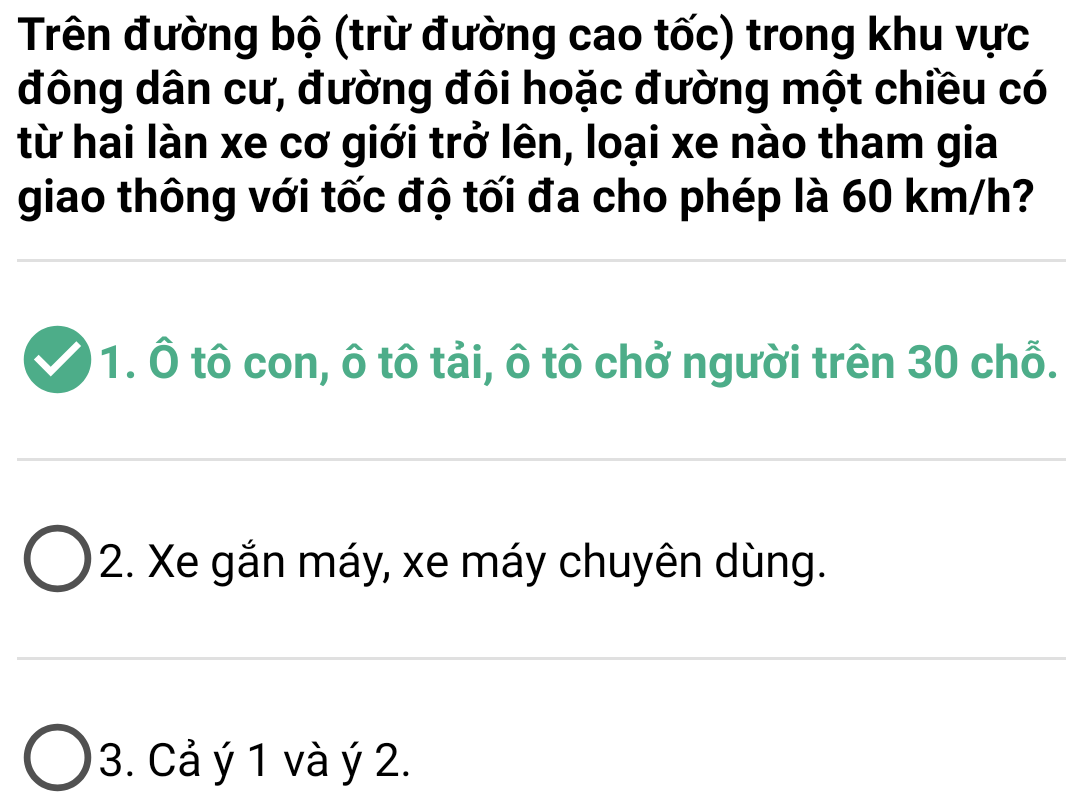 Trên đường bộ (trừ đường cao tốc) trong khu vực
đông dân cư, đường đôi hoặc đường một chiều có
từ hai làn xe cơ giới trở lên, loại xe nào tham gia
giao thông với tốc độ tối đa cho phép là 60 km/h?
1. Ô tô con, ô tô tải, ô tô chở người trên 30 chỗ.
2. Xe gắn máy, xe máy chuyên dùng.
3. Cả ý 1 và ý 2.